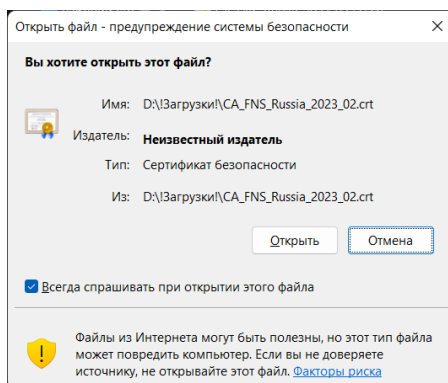 Открыть файл - предупреждение системы безопасности
Вы хотите открыть этот файл?
Имя: D:\!Загрузки!\CA_FNS_Russia_2023_02.crt
Издатель: Неизвестный издатель
Тип: Сертификат безопасности
Из: D:\!Загрузки!\CA_FNS_Russia_2023_02.crt
Открыть Отмена
Всегда спрашивать при открытии этого файла
Файлы из Интернета могут быть полезны, но этот тип файла
может повредить компьютер. Если вы не доверяете
источнику, не открывайте этот файл. Факторы риска